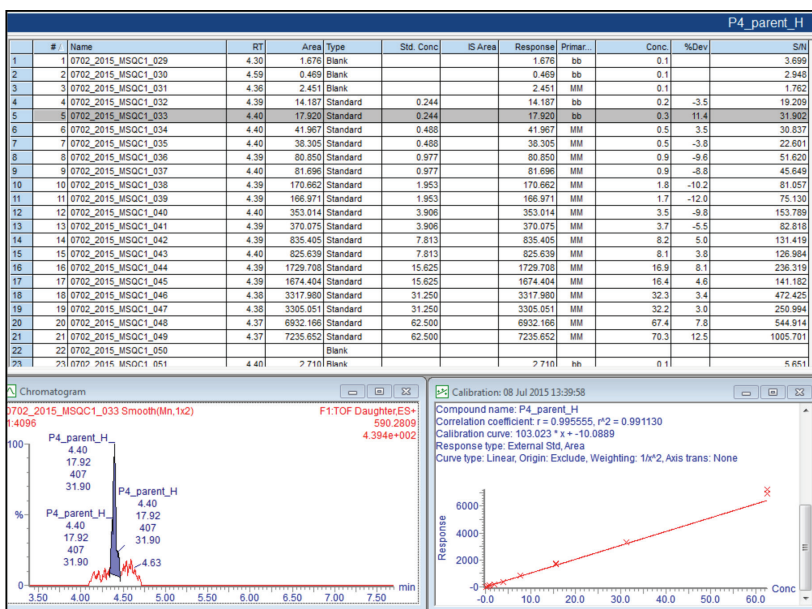 P4_parent_H
# Name RT Area Type Std. Conc IS Area Response Primar... Conc. %Dev S/N
1 1 0702_2015_MSQC1_029 4.30 1.676 Blank 1.676 bb 0.1 3.699
2 2 0702_2015_MSQC1_030 4.59 0.469 Blank 0.469 bb 0.1 2.948
3 3 0702_2015_MSQC1_031 4.36 2.451 Blank 2.451 MM 0.1 1.762
4 4 0702_2015_MSQC1_032 4.39 14.187 Standard 0.244 14.187 bb 0.2 -3.5 19.209
5 5 0702_2015_MSQC1_033 4.40 17.920 Standard 0.244 17.920 bb 0.3 11.4 31.902
6 6 0702_2015_MSQC1_034 4.40 41.967 Standard 0.488 41.967 MM 0.5 3.5 30.837
7 7 0702_2015_MSQC1_035 4.40 38.305 Standard 0.488 38.305 MM 0.5 -3.8 22.601
8 8 0702_2015_MSQC1_036 4.39 80.850 Standard 0.977 80.850 MM 0.9 -9.6 51.620
9 9 0702_2015_MSQC1_037 4.40 81.696 Standard 0.977 81.696 MM 0.9 -8.8 45.649
10 10 0702_2015_MSQC1_038 4.39 170.662 Standard 1.953 170.662 MM 1.8 -10.2 81.057
11 11 0702_2015_MSQC1_039 4.39 166.971 Standard 1.953 166.971 MM 1.7 -12.0 75.130
12 12 0702_2015_MSQC1_040 4.40 353.014 Standard 3.906 353.014 MM 3.5 -9.8 153.789
13 13 0702_2015_MSQC1_041 4.39 370.075 Standard 3.906 370.075 MM 3.7 -5.5 82.818
14 14 0702_2015_MSQC1_042 4.39 835.405 Standard 7.813 835.405 MM 8.2 5.0 131.419
15 15 0702_2015_MSQC1_043 4.40 825.639 Standard 7.813 825.639 MM 8.1 3.8 126.984
16 16 0702_2015_MSQC1_044 4.39 1729.708 Standard 15.625 1729.708 MM 16.9 8.1 236.319
17 17 0702_2015_MSQC1_045 4.39 1674.404 Standard 15.625 1674.404 MM 16.4 4.6 141.182
18 18 0702_2015_MSQC1_046 4.38 3317.980 Standard 31.250 3317.980 MM 32.3 3.4 472.425
19 19 0702_2015_MSQC1_047 4.38 3305.051 Standard 31.250 3305.051 MM 32.2 3.0 250.994
20 20 0702_2015_MSQC1_048 4.37 6932.166 Standard 62.500 6932.166 MM 67.4 7.8 544.914
21 21 0702_2015_MSQC1_049 4.37 7235.652 Standard 62.500 7235.652 MM 70.3 12.5 1005.701
22 22 0702_2015_MSQC1_050 Blank
23 23 0702_2015_MSQC1_051 4.40 2.710 Blank 2.710 bb 0.1 5.651
Chromatogram
0702_2015_MSQC1_033 Smooth(Mn,1x2) F1:TOF Daughter,ES+
1:4096 590.2809
4.394e+002
100
%
0
P4_parent_H
4.40
17.92
407
31.90
P4_parent_H
4.40
17.92
407
31.90
P4_parent_H
4.40
17.92
407
31.90
4.63
3.50 4.00 4.50 5.00 5.50 6.00 6.50 7.00 7.50 min
Calibration: 08 Jul 2015 13:39:58
Compound name: P4_parent_H
Correlation coefficient: r = 0.995555, r^2 = 0.991130
Calibration curve: 103.023 * x + -10.0889
Response type: External Std, Area
Curve type: Linear, Origin: Exclude, Weighting: 1/x^2, Axis trans: None
Response
6000
4000
2000
-0
-0.0 10.0 20.0 30.0 40.0 50.0 60.0 Conc